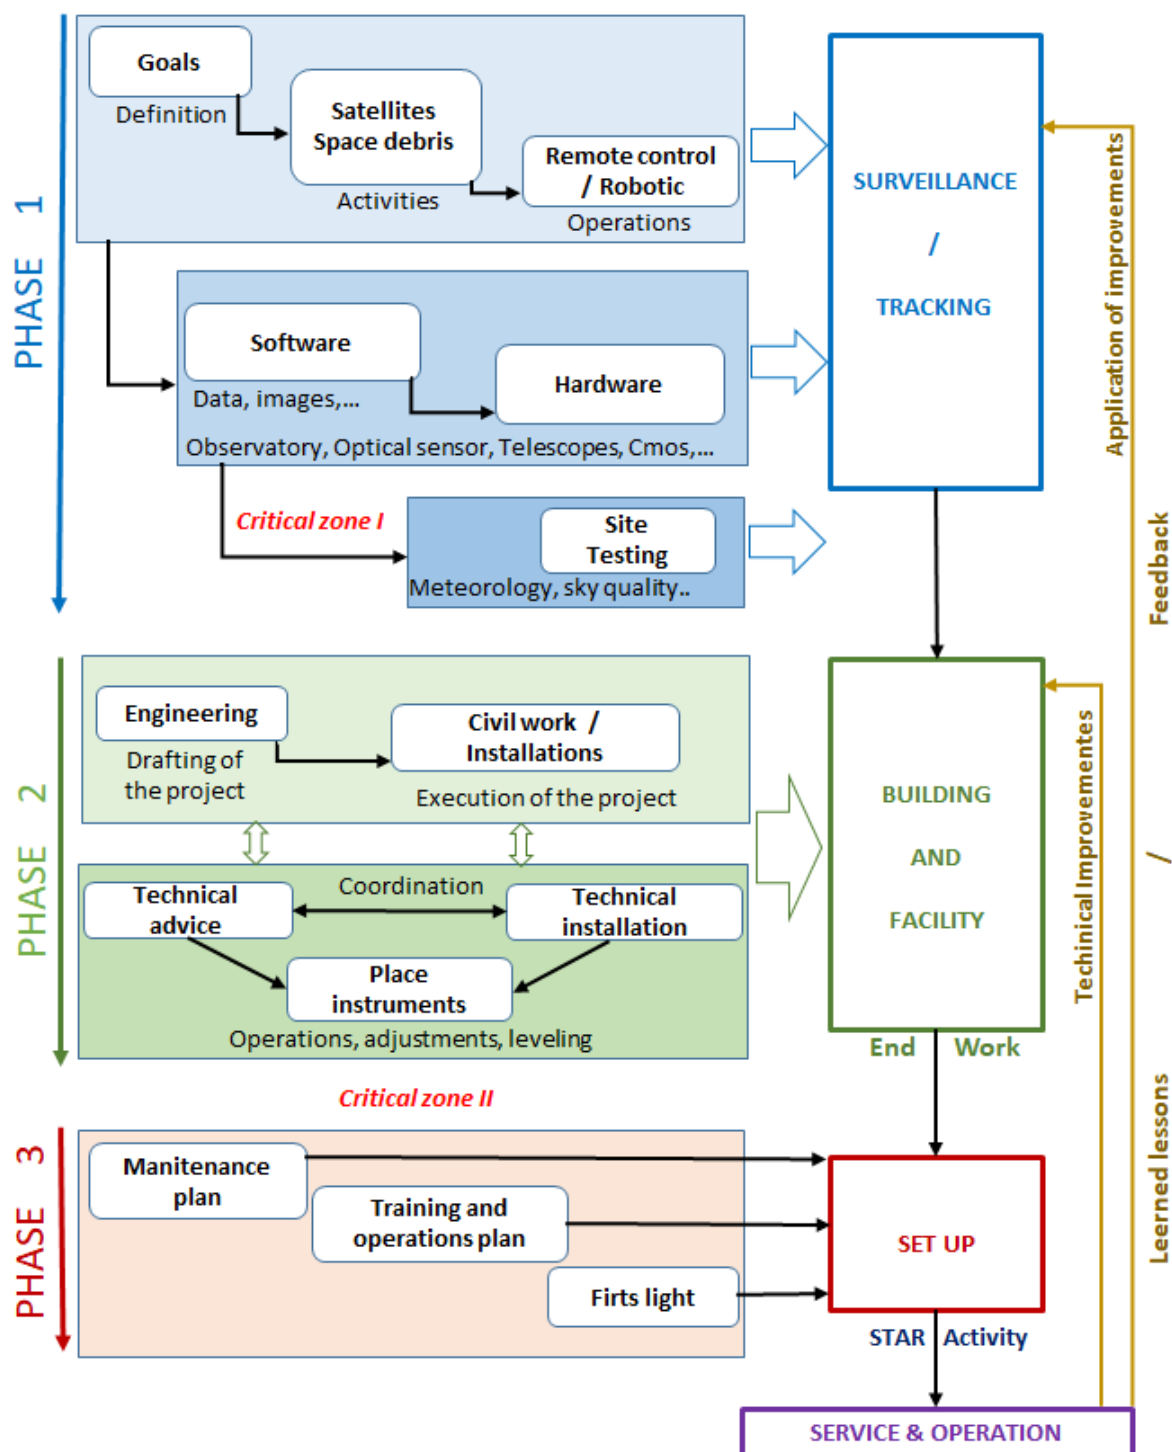 PHASE 1
Goals
Definition
Satellites
Space debris
Activities
Remote control
/ Robotic
Operations
Software
Data, images,...
Hardware
Observatory, Optical sensor, Telescopes, Cmos,...
Critical zone I
Site
Testing
Meteorology, sky quality..
SURVEILLANCE
/
TRACKING
PHASE 2
Engineering
Drafting of
the project
Civil work /
Installations
Execution of the project
Technical
advice
Coordination
Technical
installation
Place
instruments
Operations, adjustments, leveling
BUILDING
AND
FACILITY
End Work
Critical zone II
PHASE 3
Manitenance
plan
Training and
operations plan
Firts light
SET UP
STAR Activity
SERVICE & OPERATION
Techinical Improvementes
Application of improvements
Leerned lessons / Feedback